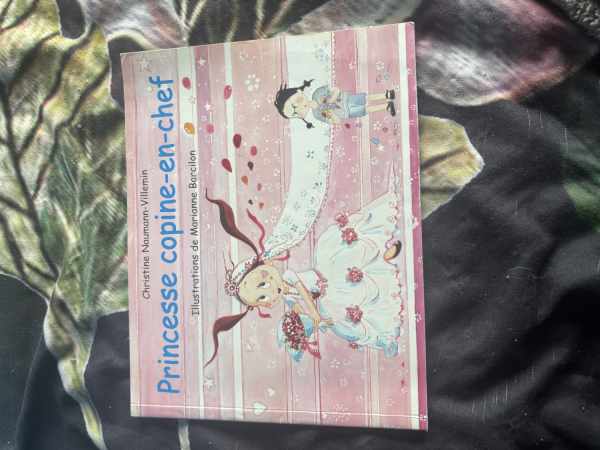 Christine Naumann-Villemin
Princesse copine-en-chef
Illustrations de Marianne Barcilon